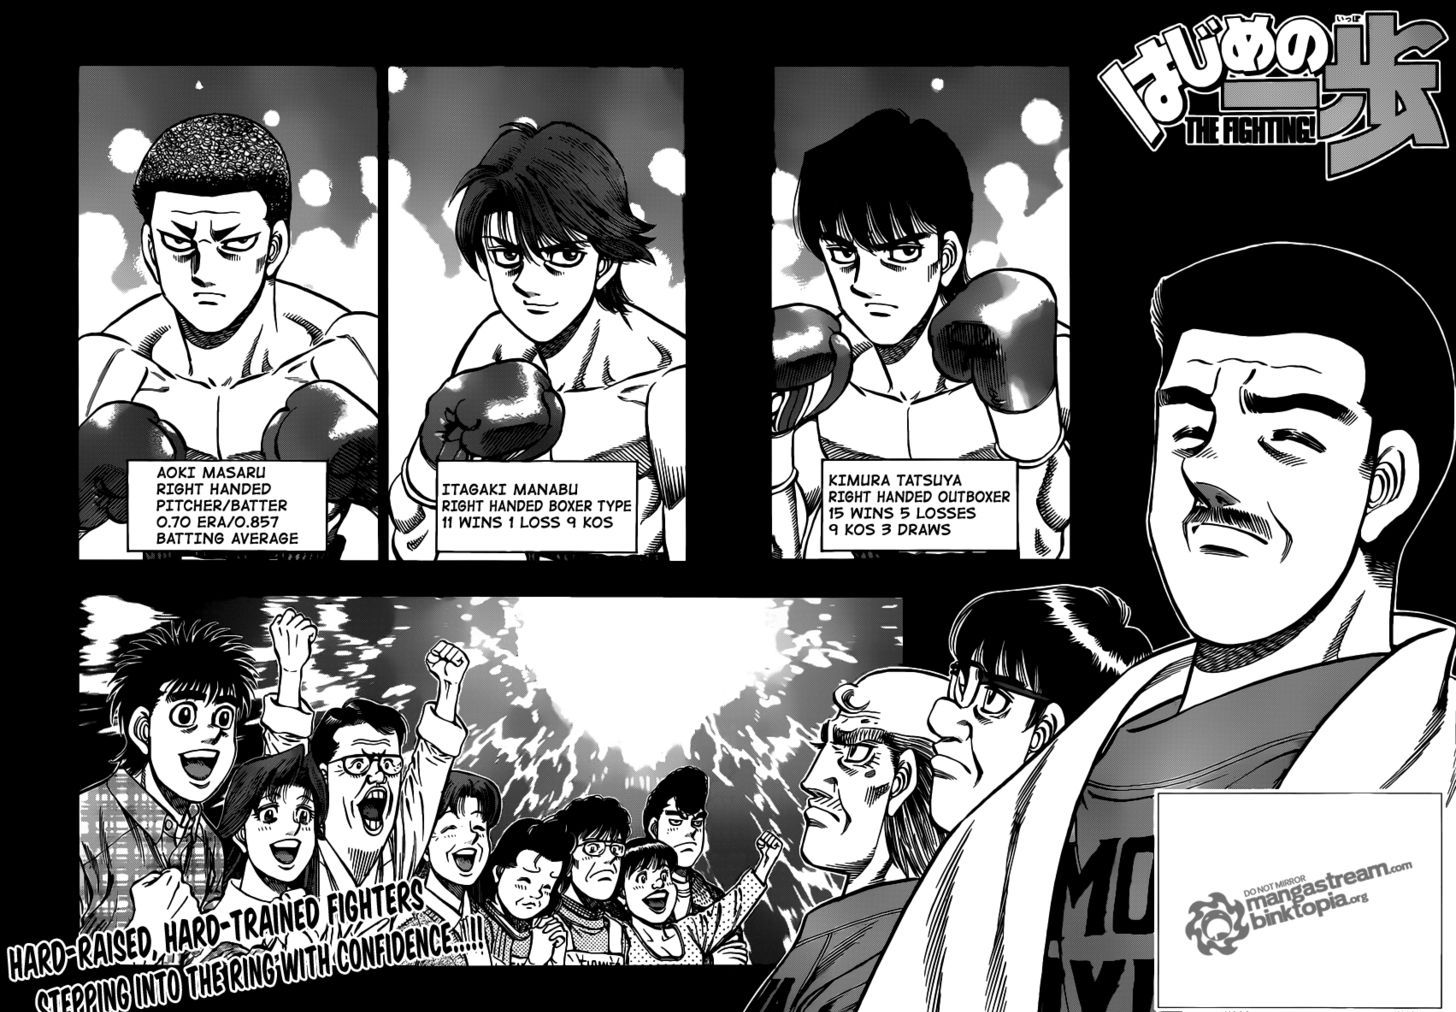 はじめの一歩
いっぽ
THE FIGHTING!
AOKI MASARU
RIGHT HANDED
PITCHER/BATTER
0.70 ERA/0.857
BATTING AVERAGE
ITAGAKI MANABU
RIGHT HANDED BOXER TYPE
11 WINS 1 LOSS 9 KOS
KIMURA TATSUYA
RIGHT HANDED OUTBOXER
15 WINS 5 LOSSES
9 KOS 3 DRAWS
HARD-RAISED, HARD-TRAINED FIGHTERS
STEPPING INTO THE RING WITH CONFIDENCE...!!
DO NOT MIRROR
mangastream.com
binktopia.org